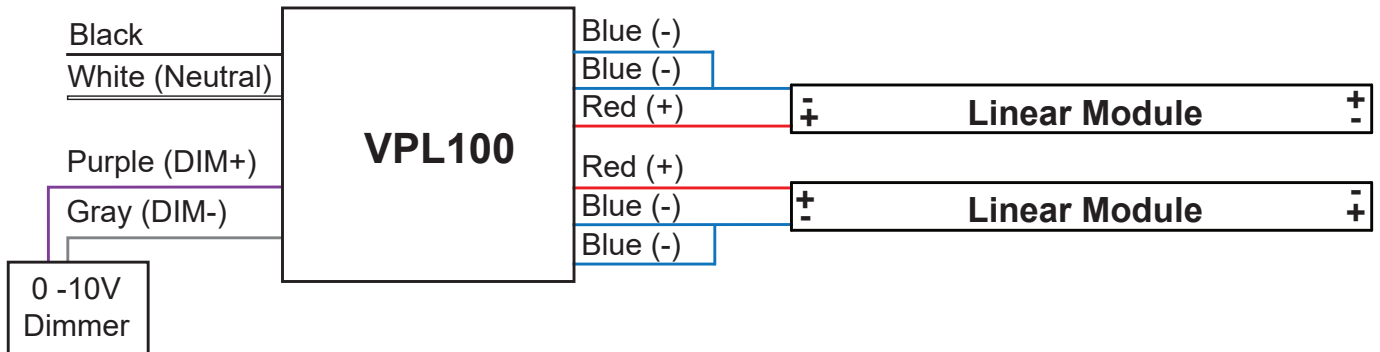 Black
White (Neutral)
Purple (DIM+)
Gray (DIM-)
0 -10V
Dimmer
VPL100
Blue (-)
Blue (-)
Red (+)
Red (+)
Blue (-)
Blue (-)
- Linear Module +
+ -
+ Linear Module -
- +